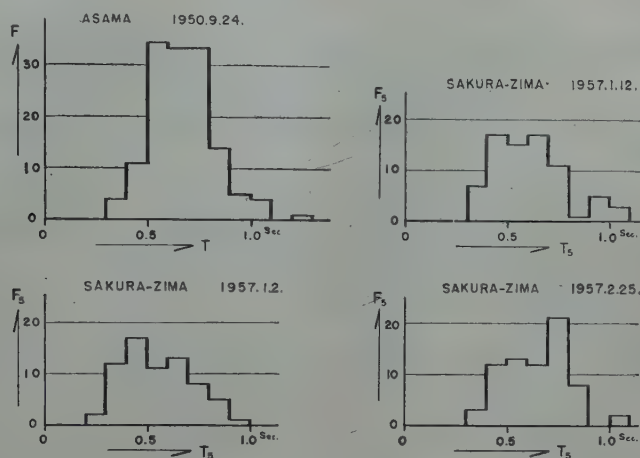 ASAMA 1950.9.24.
F
30
20
10
0
0 0.5 1.0 Sec.
T
SAKURA-ZIMA 1957.1.12.
F5
20
10
0
0 0.5 1.0 Sec.
T5
SAKURA-ZIMA 1957.1.2.
F5
20
10
0
0 0.5 1.0 Sec.
T5
SAKURA-ZIMA 1957.2.25.
F5
20
10
0
0 0.5 1.0 Sec.
T5